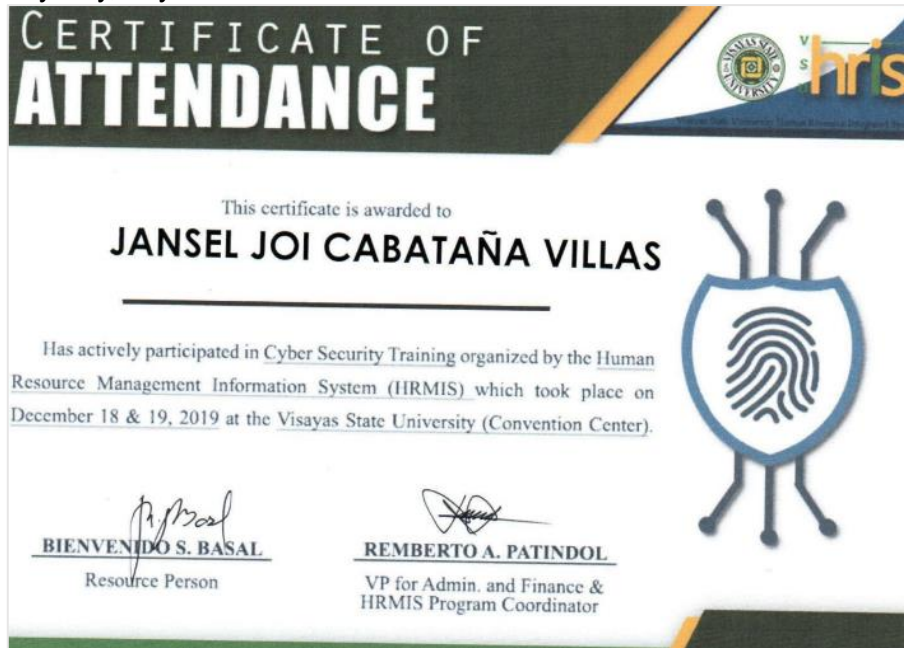 CERTIFICATE OF
ATTENDANCE
VISAYAS STATE
UNIVERSITY
V
S
hris
This certificate is awarded to
JANSEL JOI CABATAÑA VILLAS
Has actively participated in Cyber Security Training organized by the Human
Resource Management Information System (HRMIS) which took place on
December 18 & 19, 2019 at the Visayas State University (Convention Center).
BIENVENIDO S. BASAL
REMBERTO A. PATINDOL
Resource Person
VP for Admin. and Finance &
HRMIS Program Coordinator